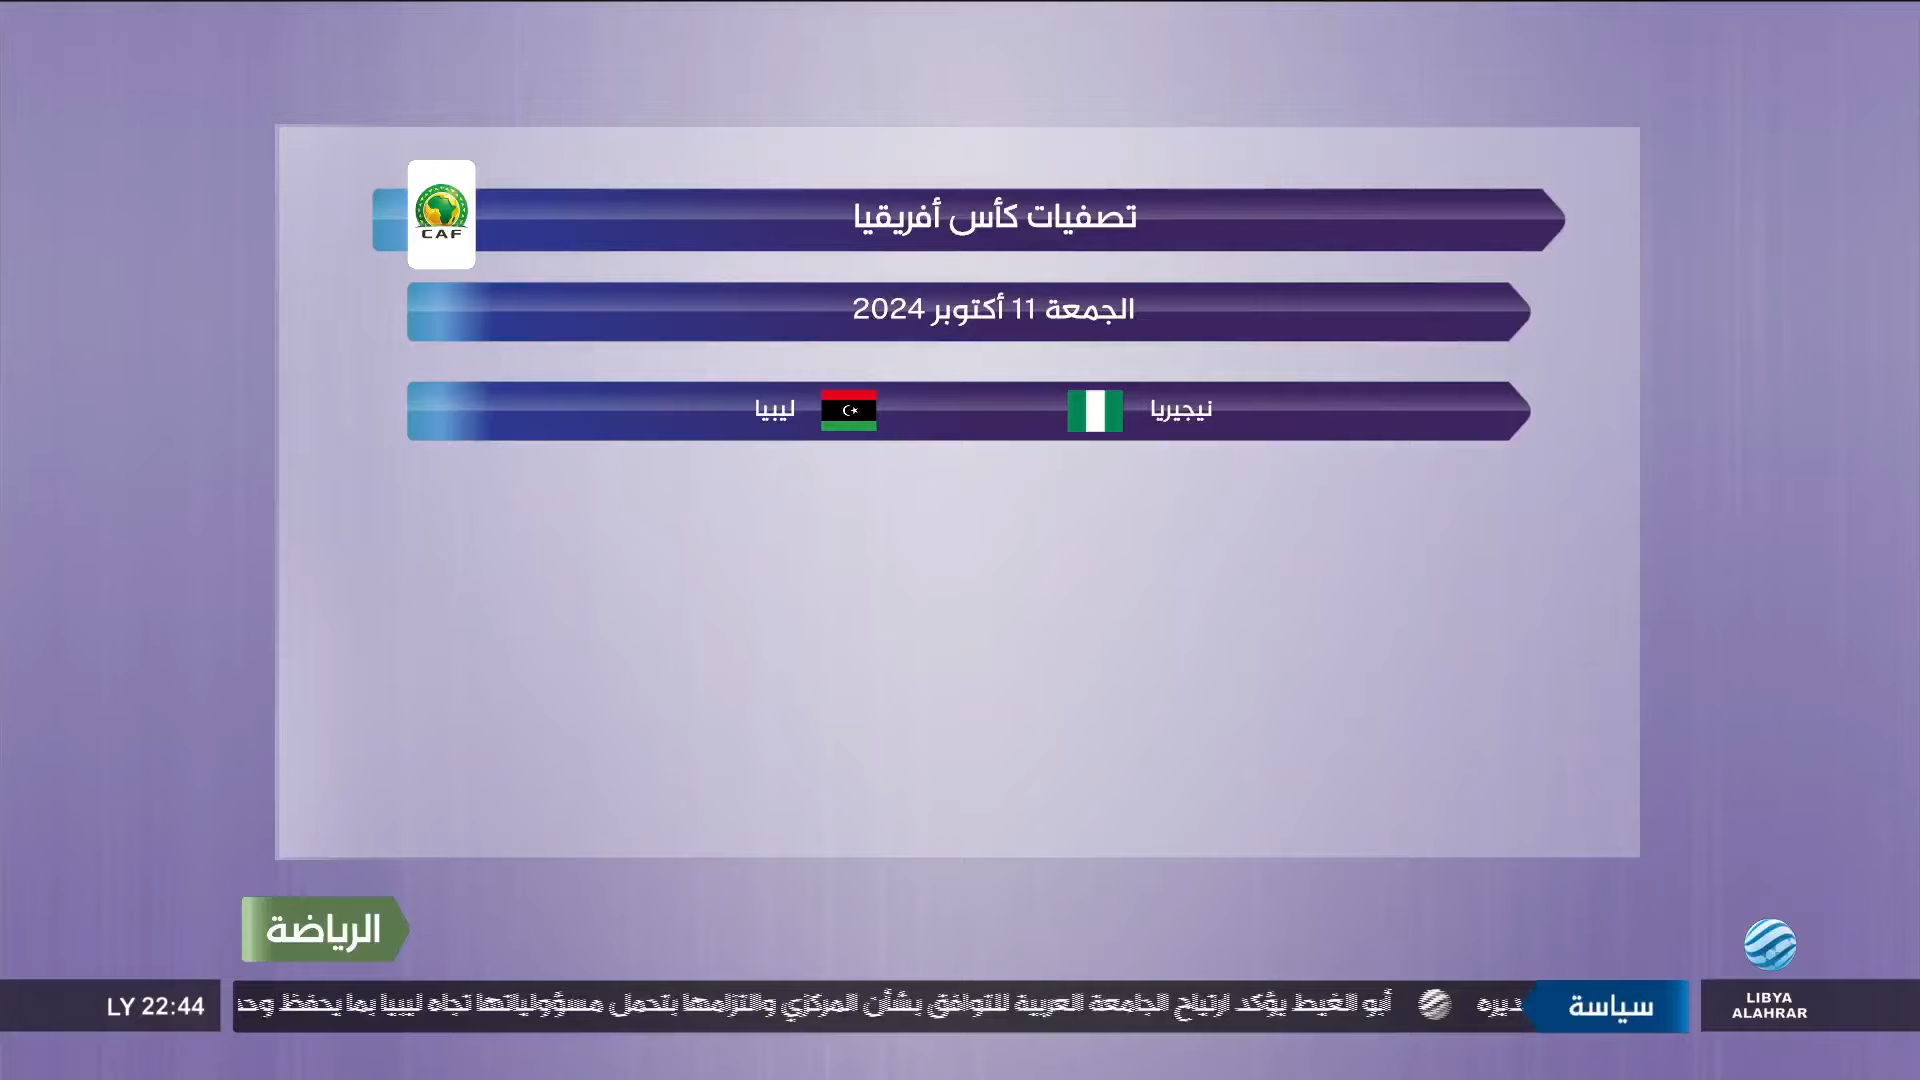 تصفيات كأس أفريقيا
CAF
الجمعة 11 أكتوبر 2024
نيجيريا ليبيا
الرياضة
LIBYA
ALAHRAR
سياسة
أبو الغيط يؤكد ارتياح الجامعة العربية للتوافق بشأن المركزي والتزامها بتحمل مسؤولياتها تجاه ليبيا بما يحفظ
LY 22:44